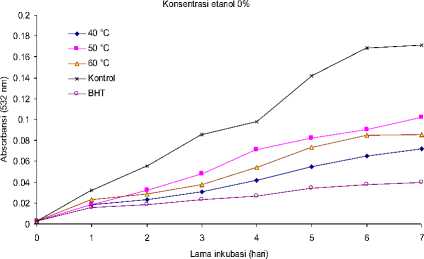 Konsentrasi etanol 0%
0.2
0.18
0.16
0.14
0.12
0.1
0.08
0.06
0.04
0.02
0
Absorbansi (532 nm)
40 °C
50 °C
60 °C
Kontrol
BHT
0 1 2 3 4 5 6 7
Lama inkubasi (hari)